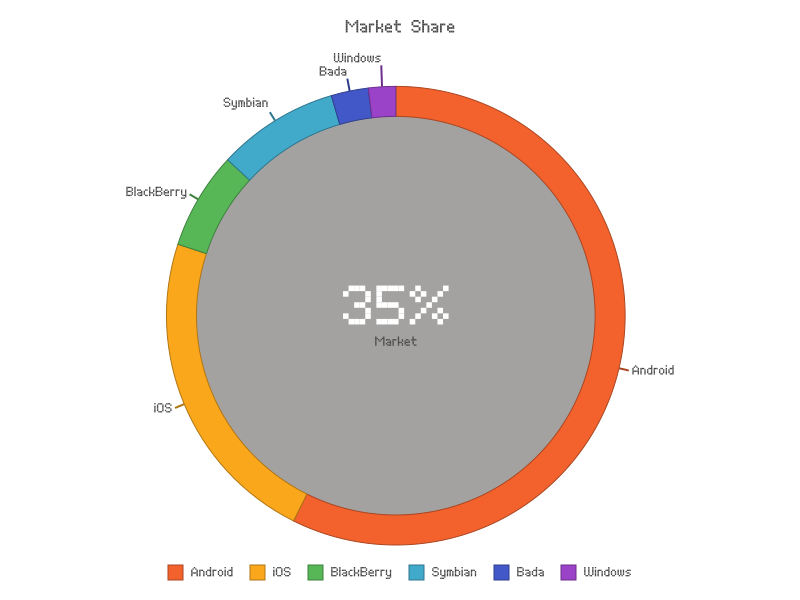 Market Share
Windows
Bada
Symbian
BlackBerry
35%
Market
Android
iOS
Android iOS BlackBerry Symbian Bada Windows